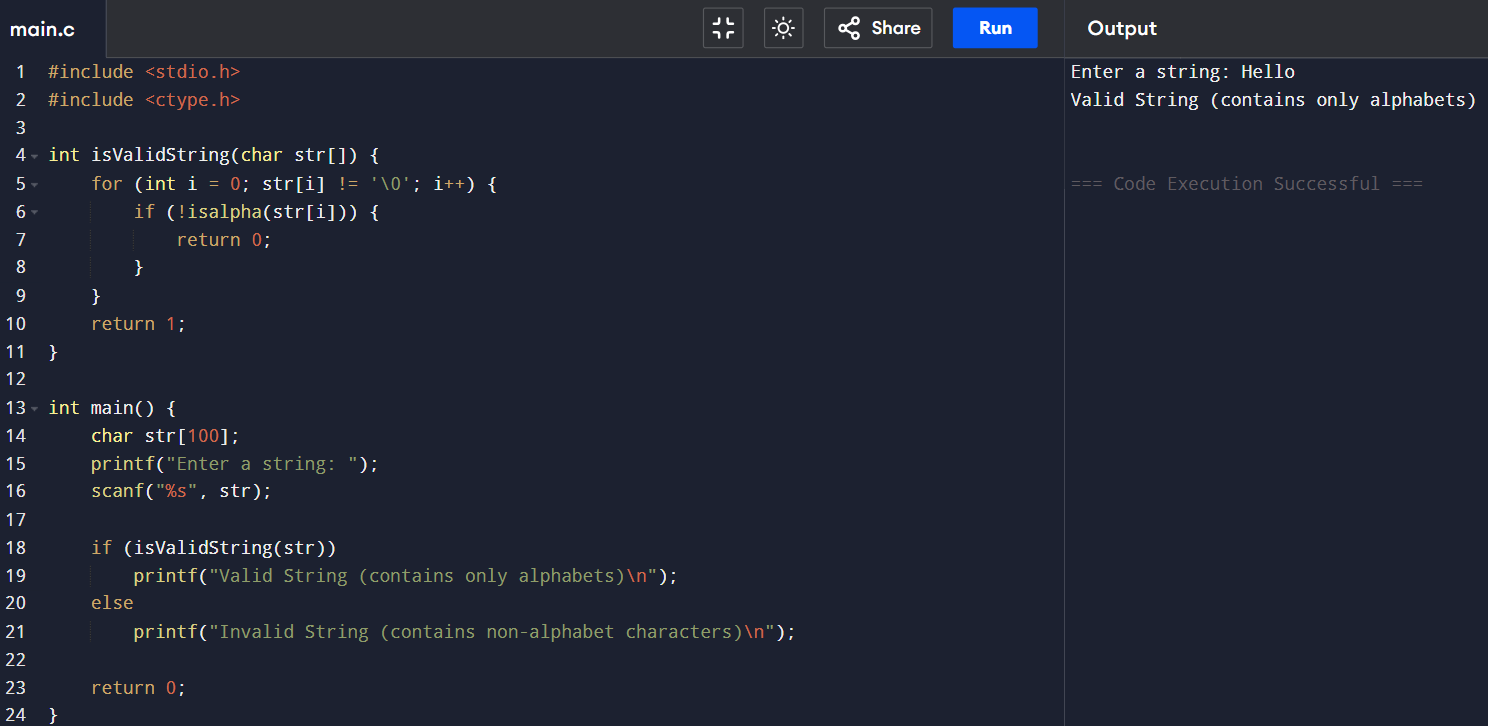 main.c
Share
Run
Output
1 #include <stdio.h>
2 #include <ctype.h>
3
4 int isValidString(char str[]) {
5     for (int i = 0; str[i] != '\0'; i++) {
6         if (!isalpha(str[i])) {
7             return 0;
8         }
9     }
10     return 1;
11 }
12
13 int main() {
14     char str[100];
15     printf("Enter a string: ");
16     scanf("%s", str);
17
18     if (isValidString(str))
19         printf("Valid String (contains only alphabets)\n");
20     else
21         printf("Invalid String (contains non-alphabet characters)\n");
22
23     return 0;
24 }
Enter a string: Hello
Valid String (contains only alphabets)
=== Code Execution Successful ===